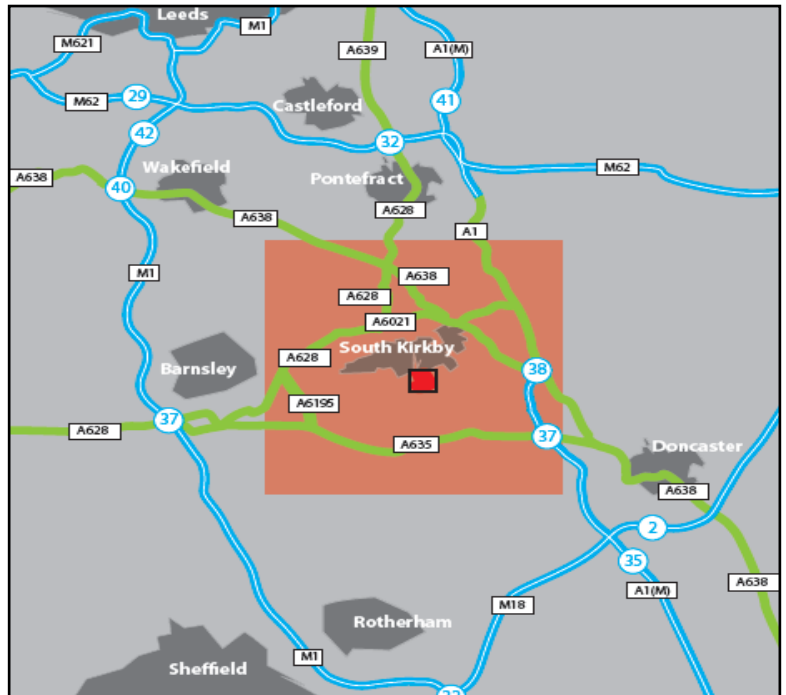 Leeds
M1
M621
A639
A1(M)
M62
29
41
Castleford
42
32
Wakefield
M62
A638
40
Pontefract
A628
A638
A1
M1
A638
A628
A6021
South Kirkby
A628
Barnsley
38
A6195
37
A628
A635
37
Doncaster
A638
2
35
A638
A1(M)
M18
Rotherham
M1
Sheffield